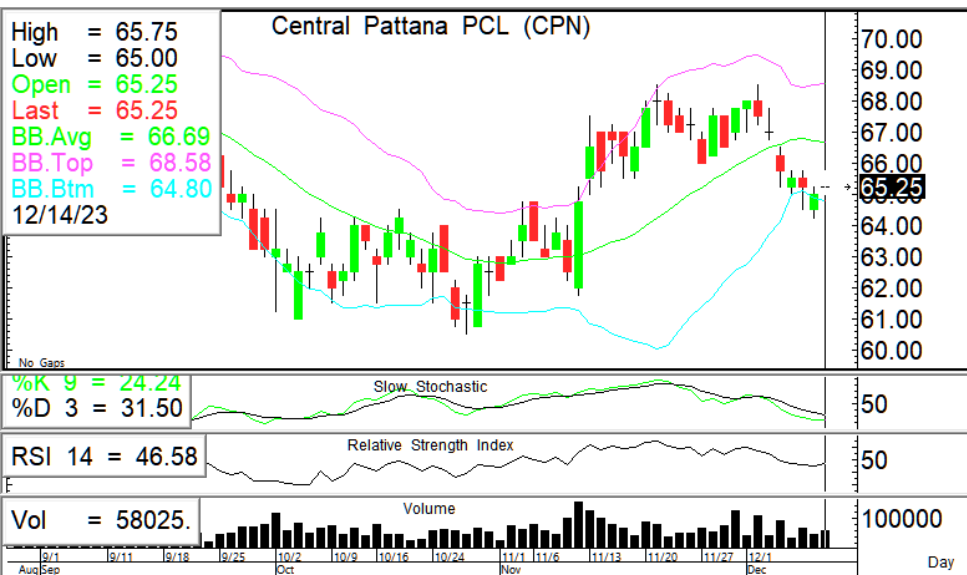 Central Pattana PCL (CPN)
High = 65.75
Low = 65.00
Open = 65.25
Last = 65.25
BB.Avg = 66.69
BB.Top = 68.58
BB.Btm = 64.80
12/14/23
70.00
69.00
68.00
67.00
66.00
65.25
64.00
63.00
62.00
61.00
60.00
No Gaps
%K 9 = 24.24
%D 3 = 31.50
Slow Stochastic
50
RSI 14 = 46.58
Relative Strength Index
50
Vol = 58025.
Volume
100000
9/1 9/11 9/18 9/25 10/2 10/9 10/16 10/24 11/1 11/6 11/13 11/20 11/27 12/1
Aug Sep Oct Nov Dec Day